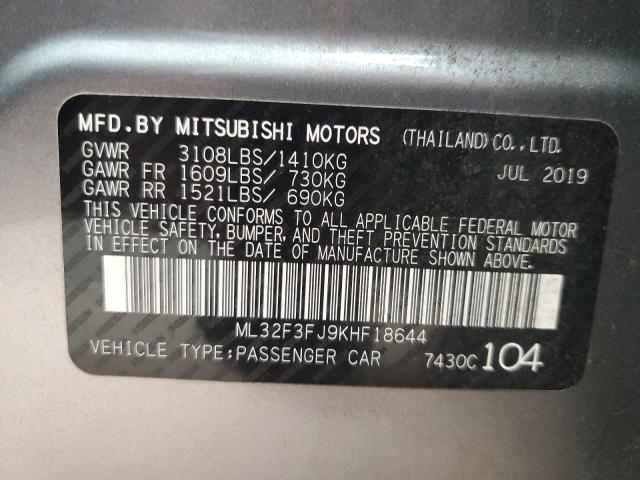 MFD.BY MITSUBISHI MOTORS (THAILAND)CO.,LTD.
GVWR 3108LBS/1410KG JUL 2019
GAWR FR 1609LBS/ 730KG
GAWR RR 1521LBS/ 690KG
THIS VEHICLE CONFORMS TO ALL APPLICABLE FEDERAL MOTOR
VEHICLE SAFETY, BUMPER, AND THEFT PREVENTION STANDARDS
IN EFFECT ON THE DATE OF MANUFACTURE SHOWN ABOVE.
ML32F3FJ9KHF18644
VEHICLE TYPE:PASSENGER CAR 7430C104